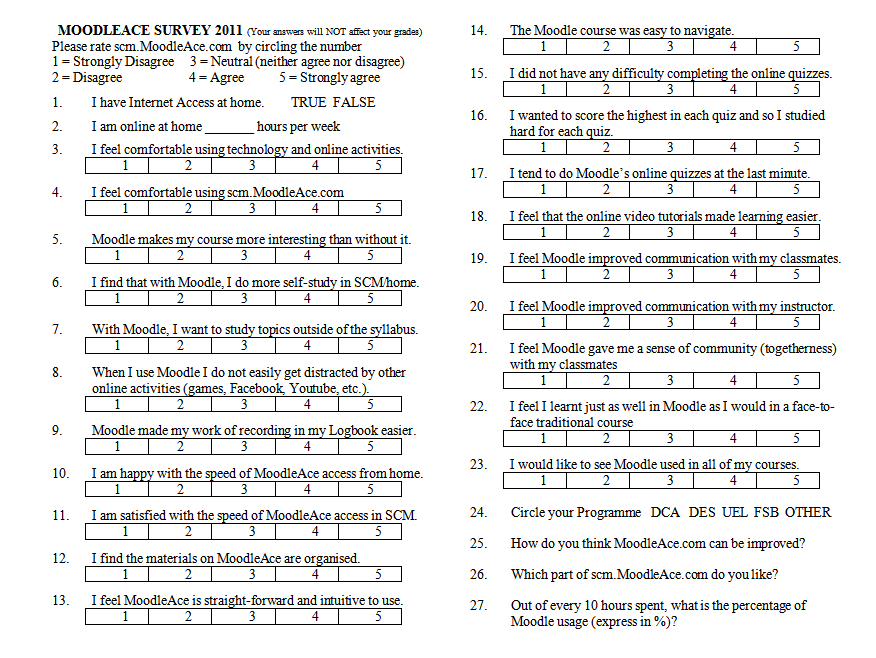 MOODLEACE SURVEY 2011 (Your answers will NOT affect your grades)
Please rate scm.MoodleAce.com by circling the number
1 = Strongly Disagree 3 = Neutral (neither agree nor disagree)
2 = Disagree 4 = Agree 5 = Strongly agree
1. I have Internet Access at home. TRUE FALSE
2. I am online at home _______ hours per week
3. I feel comfortable using technology and online activities.
1 2 3 4 5
4. I feel comfortable using scm.MoodleAce.com
1 2 3 4 5
5. Moodle makes my course more interesting than without it.
1 2 3 4 5
6. I find that with Moodle, I do more self-study in SCM/home.
1 2 3 4 5
7. With Moodle, I want to study topics outside of the syllabus.
1 2 3 4 5
8. When I use Moodle I do not easily get distracted by other
online activities (games, Facebook, Youtube, etc.).
1 2 3 4 5
9. Moodle made my work of recording in my Logbook easier.
1 2 3 4 5
10. I am happy with the speed of MoodleAce access from home.
1 2 3 4 5
11. I am satisfied with the speed of MoodleAce access in SCM.
1 2 3 4 5
12. I find the materials on MoodleAce are organised.
1 2 3 4 5
13. I feel MoodleAce is straight-forward and intuitive to use.
1 2 3 4 5
14. The Moodle course was easy to navigate.
1 2 3 4 5
15. I did not have any difficulty completing the online quizzes.
1 2 3 4 5
16. I wanted to score the highest in each quiz and so I studied
hard for each quiz.
1 2 3 4 5
17. I tend to do Moodle's online quizzes at the last minute.
1 2 3 4 5
18. I feel that the online video tutorials made learning easier.
1 2 3 4 5
19. I feel Moodle improved communication with my classmates.
1 2 3 4 5
20. I feel Moodle improved communication with my instructor.
1 2 3 4 5
21. I feel Moodle gave me a sense of community (togetherness)
with my classmates
1 2 3 4 5
22. I feel I learnt just as well in Moodle as I would in a face-to-
face traditional course
1 2 3 4 5
23. I would like to see Moodle used in all of my courses.
1 2 3 4 5
24. Circle your Programme DCA DES UEL FSB OTHER
25. How do you think MoodleAce.com can be improved?
26. Which part of scm.MoodleAce.com do you like?
27. Out of every 10 hours spent, what is the percentage of
Moodle usage (express in %)?